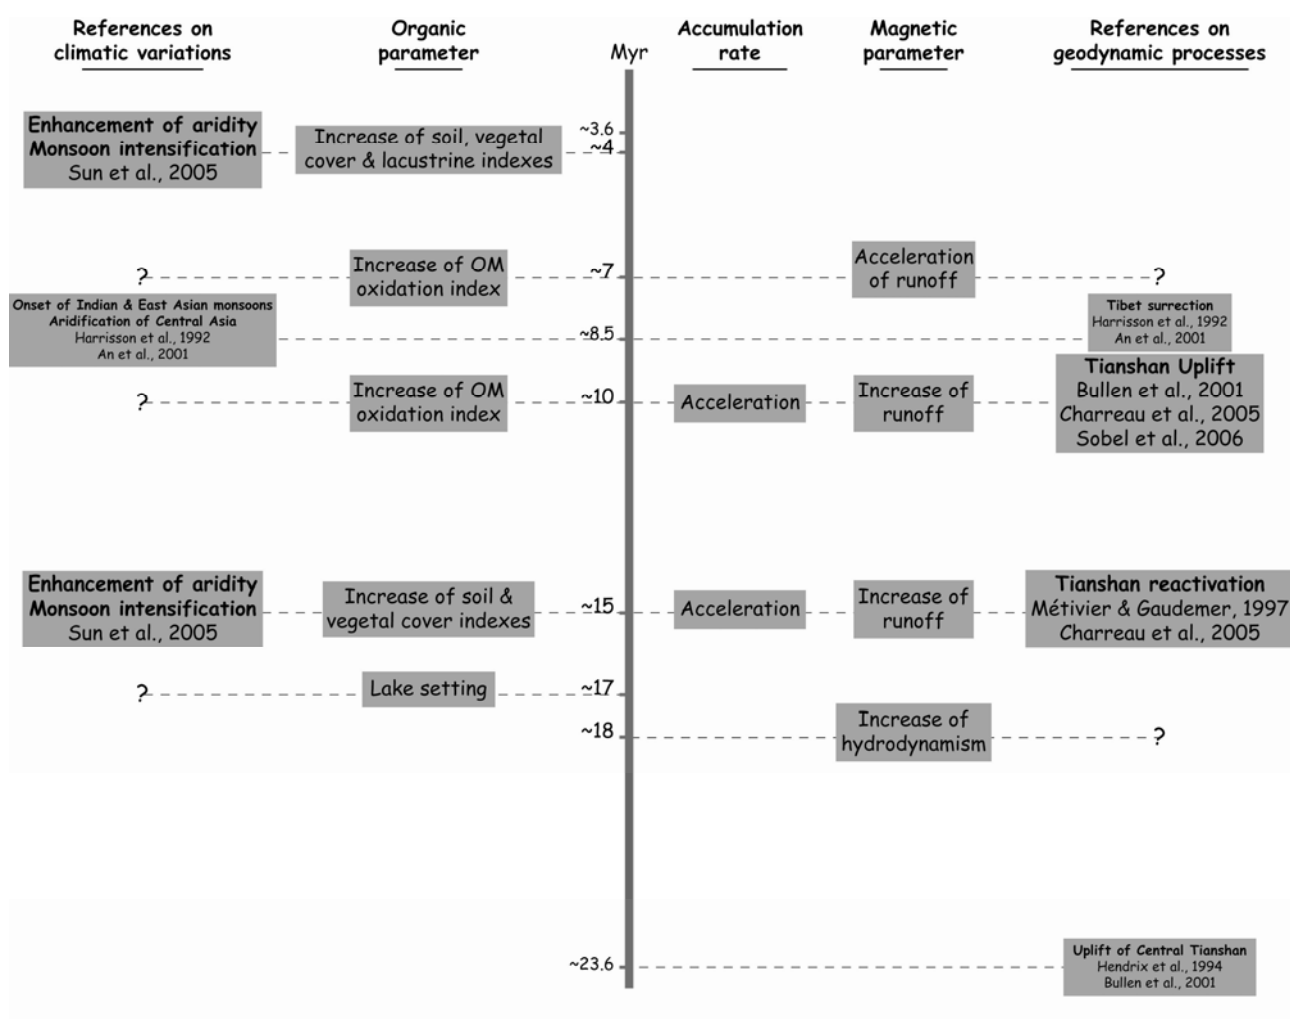 References on
climatic variations
Organic
parameter
Myr
Accumulation
rate
Magnetic
parameter
References on
geodynamic processes
Enhancement of aridity
Monsoon intensification
Sun et al., 2005
Increase of soil, vegetal
cover & lacustrine indexes
~3.6
~4
?
Increase of OM
oxidation index
~7
Acceleration
of runoff
?
Onset of Indian & East Asian monsoons
Aridification of Central Asia
Harrisson et al., 1992
An et al., 2001
~8.5
Tibet surrection
Harrisson et al., 1992
An et al., 2001
?
Increase of OM
oxidation index
~10
Acceleration
Increase of
runoff
Tianshan Uplift
Bullen et al., 2001
Charreau et al., 2005
Sobel et al., 2006
Enhancement of aridity
Monsoon intensification
Sun et al., 2005
Increase of soil &
vegetal cover indexes
~15
Acceleration
Increase of
runoff
Tianshan reactivation
Métivier & Gaudemer, 1997
Charreau et al., 2005
?
Lake setting
~17
~18
Increase of
hydrodynamism
?
~23.6
Uplift of Central Tianshan
Hendrix et al., 1994
Bullen et al., 2001